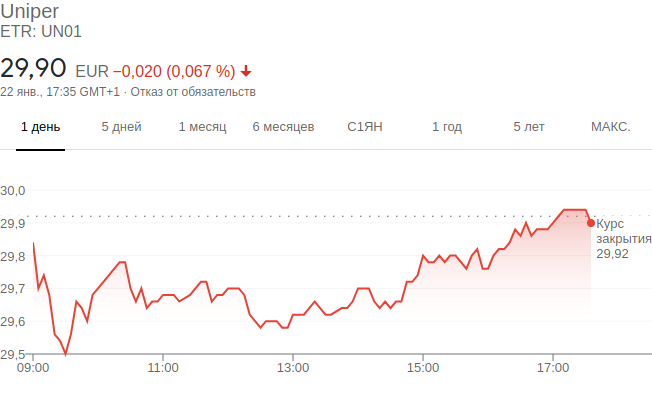 Uniper
ETR: UN01
29,90 EUR −0,020 (0,067 %)
22 янв., 17:35 GMT+1 · Отказ от обязательств
1 день 5 дней 1 месяц 6 месяцев С1ЯН 1 год 5 лет МАКС.
30,0
29,9
29,8
29,7
29,6
29,5
Курс
закрытия
29,92
09:00 11:00 13:00 15:00 17:00